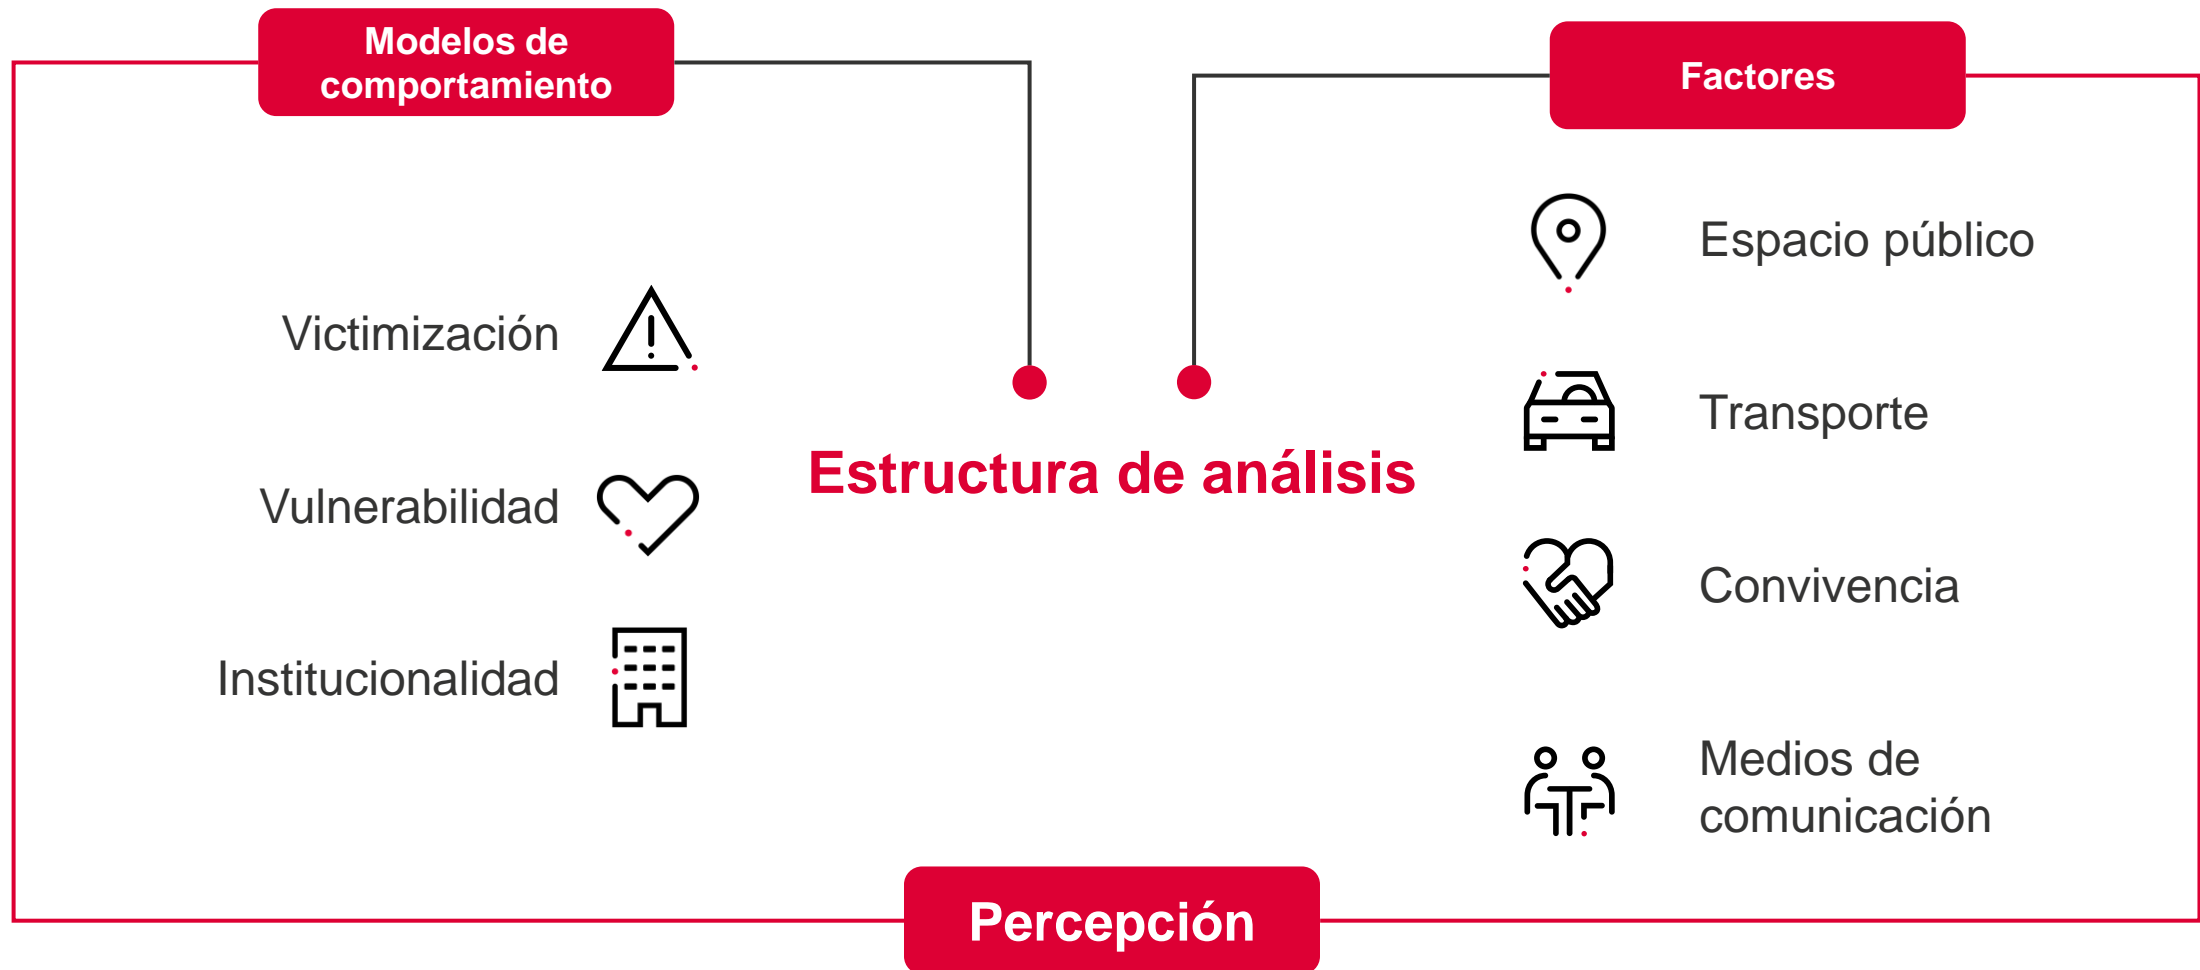 Modelos de
comportamiento
Factores
Victimización
Vulnerabilidad
Institucionalidad
Estructura de análisis
Espacio público
Transporte
Convivencia
Medios de
comunicación
Percepción